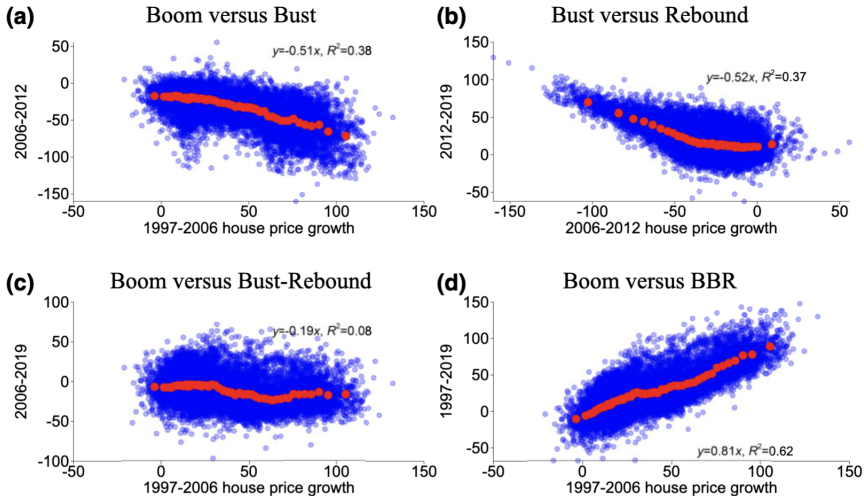 (a) Boom versus Bust
y=-0.51x, R²=0.38
50
0
-50
-100
-150
2006-2012
-50 0 50 100 150
1997-2006 house price growth
(b) Bust versus Rebound
y=-0.52x, R²=0.37
150
100
50
0
-50
2012-2019
-150 -100 -50 0 50
2006-2012 house price growth
(c) Boom versus Bust-Rebound
y=-0.19x, R²=0.08
100
50
0
-50
-100
2006-2019
-50 0 50 100 150
1997-2006 house price growth
(d) Boom versus BBR
150
100
50
0
-50
1997-2019
y=0.81x, R²=0.62
-50 0 50 100 150
1997-2006 house price growth